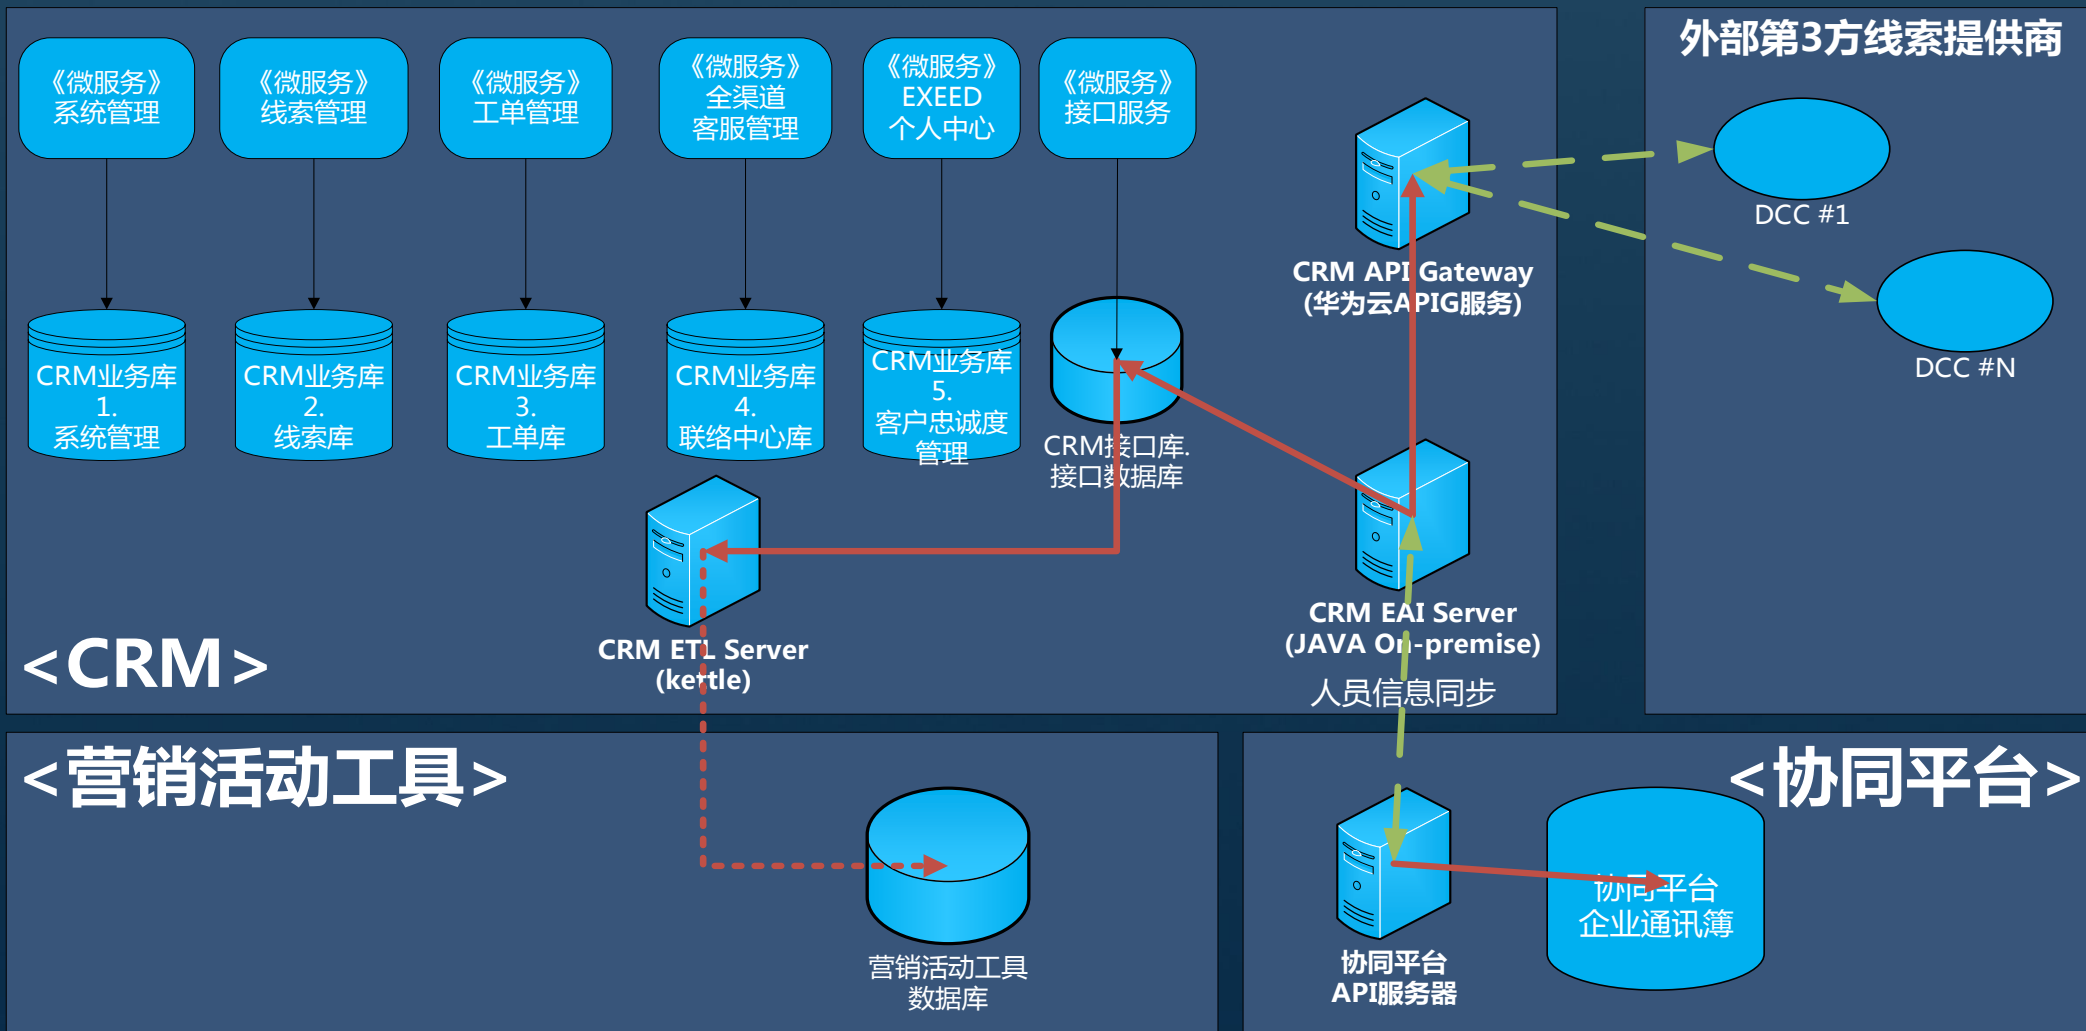 外部第3方线索提供商
《微服务》
系统管理
《微服务》
线索管理
《微服务》
工单管理
《微服务》
全渠道
客服管理
《微服务》
EXEED
个人中心
《微服务》
接口服务
DCC #1
DCC #N
CRM API Gateway
(华为云APIG服务)
CRM业务库
1.
系统管理
CRM业务库
2.
线索库
CRM业务库
3.
工单库
CRM业务库
4.
联络中心库
CRM业务库
5.
客户忠诚度
管理
CRM接口库.
接口数据库
CRM ETL Server
(kettle)
CRM EAI Server
(JAVA On-premise)
人员信息同步
<CRM>
<营销活动工具>
营销活动工具
数据库
<协同平台>
协同平台
企业通讯簿
协同平台
API服务器